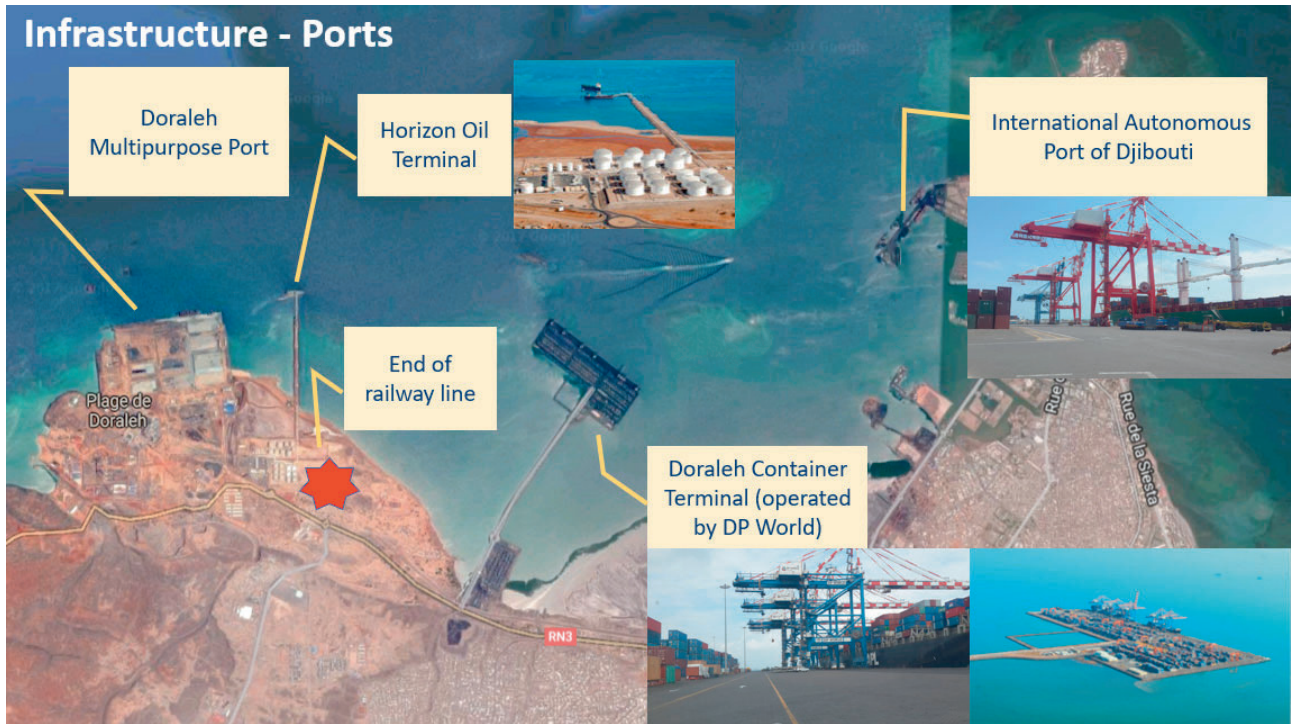 Infrastructure - Ports
Doraleh
Multipurpose Port
Horizon Oil
Terminal
International Autonomous
Port of Djibouti
End of
railway line
Plage de
Doraleh
Doraleh Container
Terminal (operated
by DP World)
Rue de la Siesta
RN3